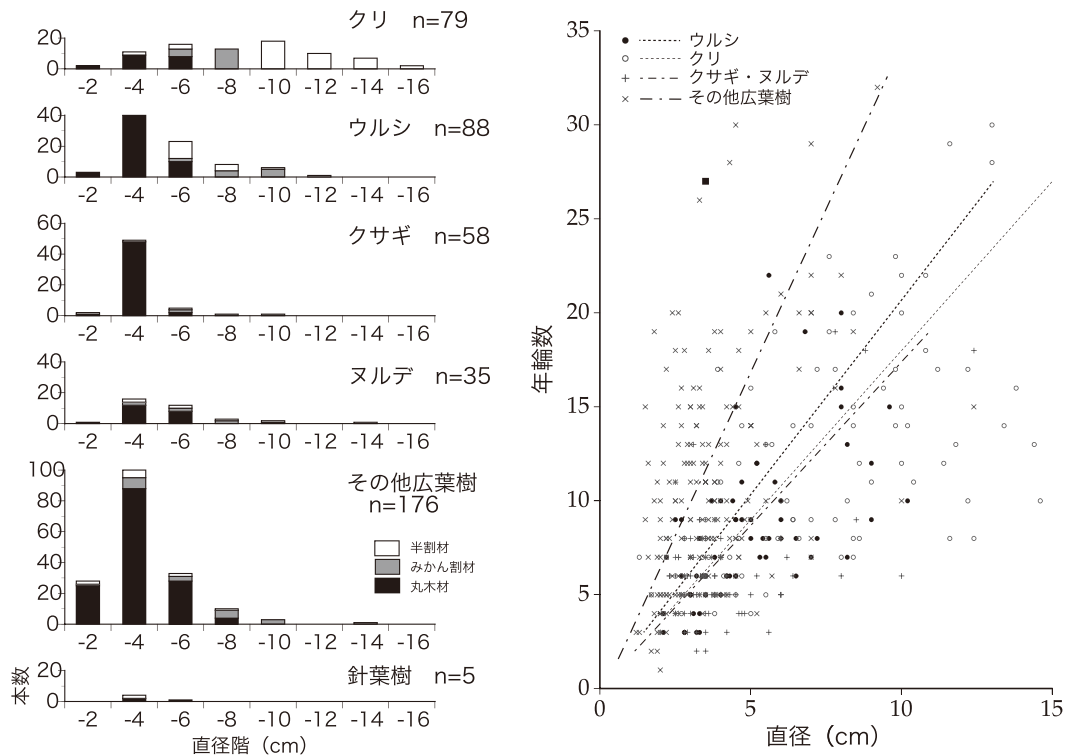 クリ n=79
20
0
-2 -4 -6 -8 -10 -12 -14 -16
ウルシ n=88
40
20
0
-2 -4 -6 -8 -10 -12 -14 -16
クサギ n=58
60
40
20
0
-2 -4 -6 -8 -10 -12 -14 -16
ヌルデ n=35
40
20
0
-2 -4 -6 -8 -10 -12 -14 -16
その他広葉樹
n=176
100
80
60
40
20
0
半割材
みかん割材
丸木材
-2 -4 -6 -8 -10 -12 -14 -16
針葉樹 n=5
20
0
-2 -4 -6 -8 -10 -12 -14 -16
本数
直径階（cm）
ウルシ
クリ
クサギ・ヌルデ
その他広葉樹
35
30
25
20
15
10
5
0
年輪数
0 5 10 15
直径（cm）